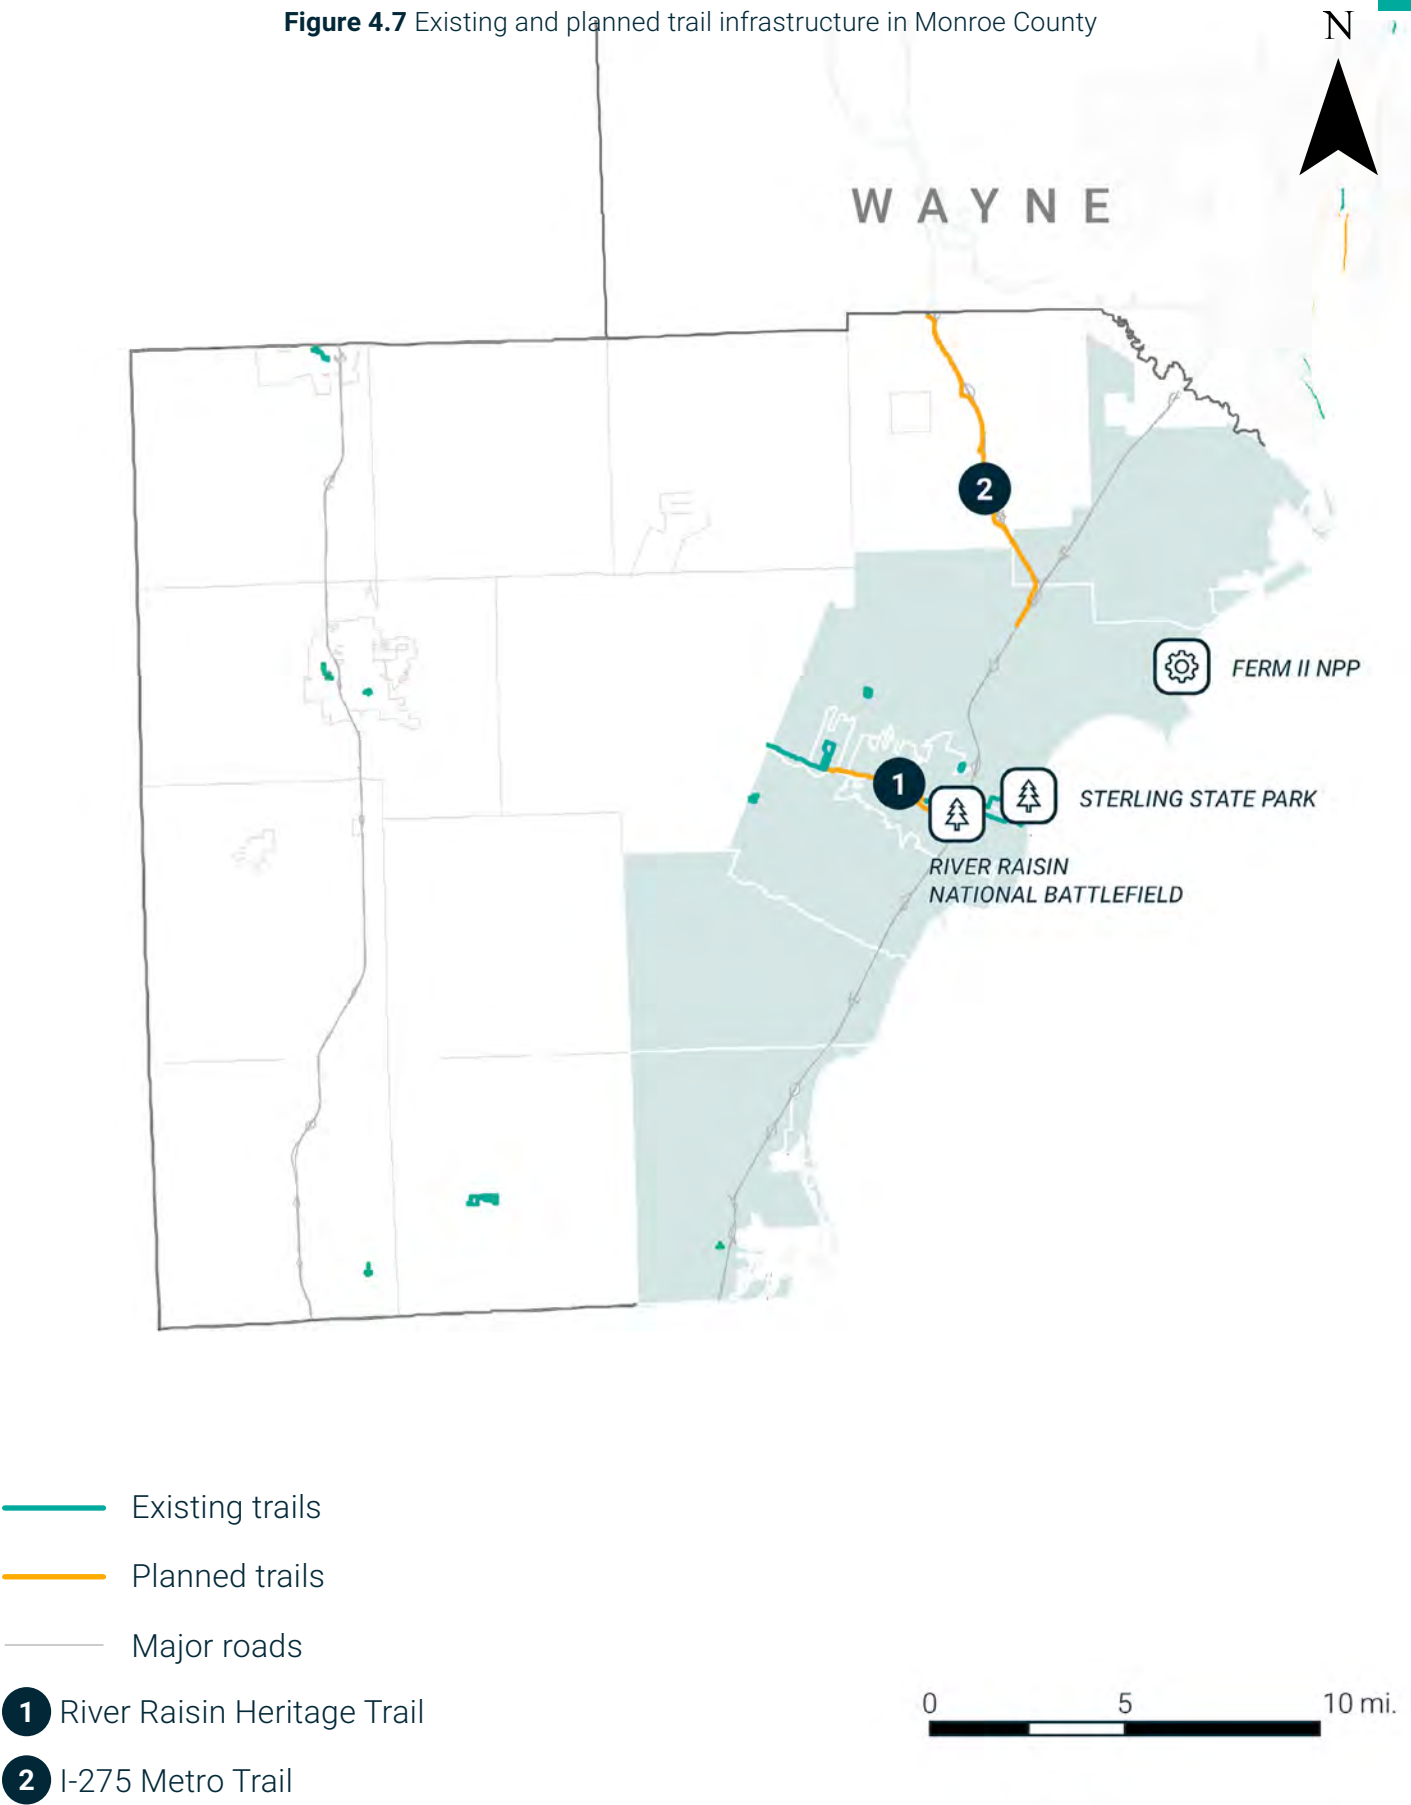 Figure 4.7 Existing and planned trail infrastructure in Monroe County
N
WAYNE
2
FERM II NPP
1
STERLING STATE PARK
RIVER RAISIN
NATIONAL BATTLEFIELD
Existing trails
Planned trails
Major roads
1 River Raisin Heritage Trail
0 5 10 mi.
2 I-275 Metro Trail